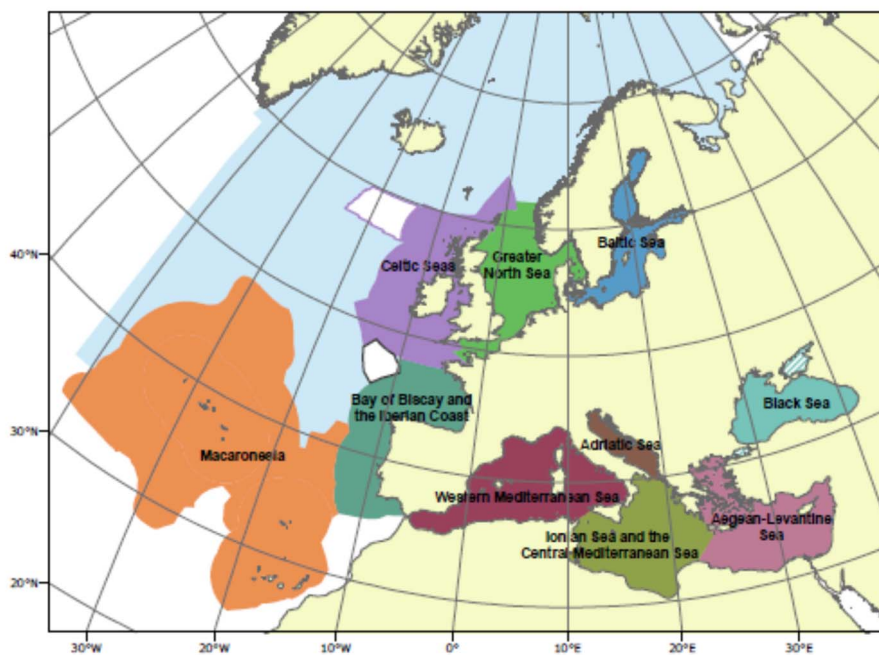 Celtic Seas
Greater
North Sea
Baltic Sea
40°N
Bay of Biscay and
the Iberian Coast
Black Sea
30°N
Macaronesia
Adriatic Sea
Western Mediterranean Sea
Aegean-Levantine
Sea
Ionian Sea and the
Central Mediterranean Sea
20°N
30°W
20°W
10°W
0°
10°E
20°E
30°E